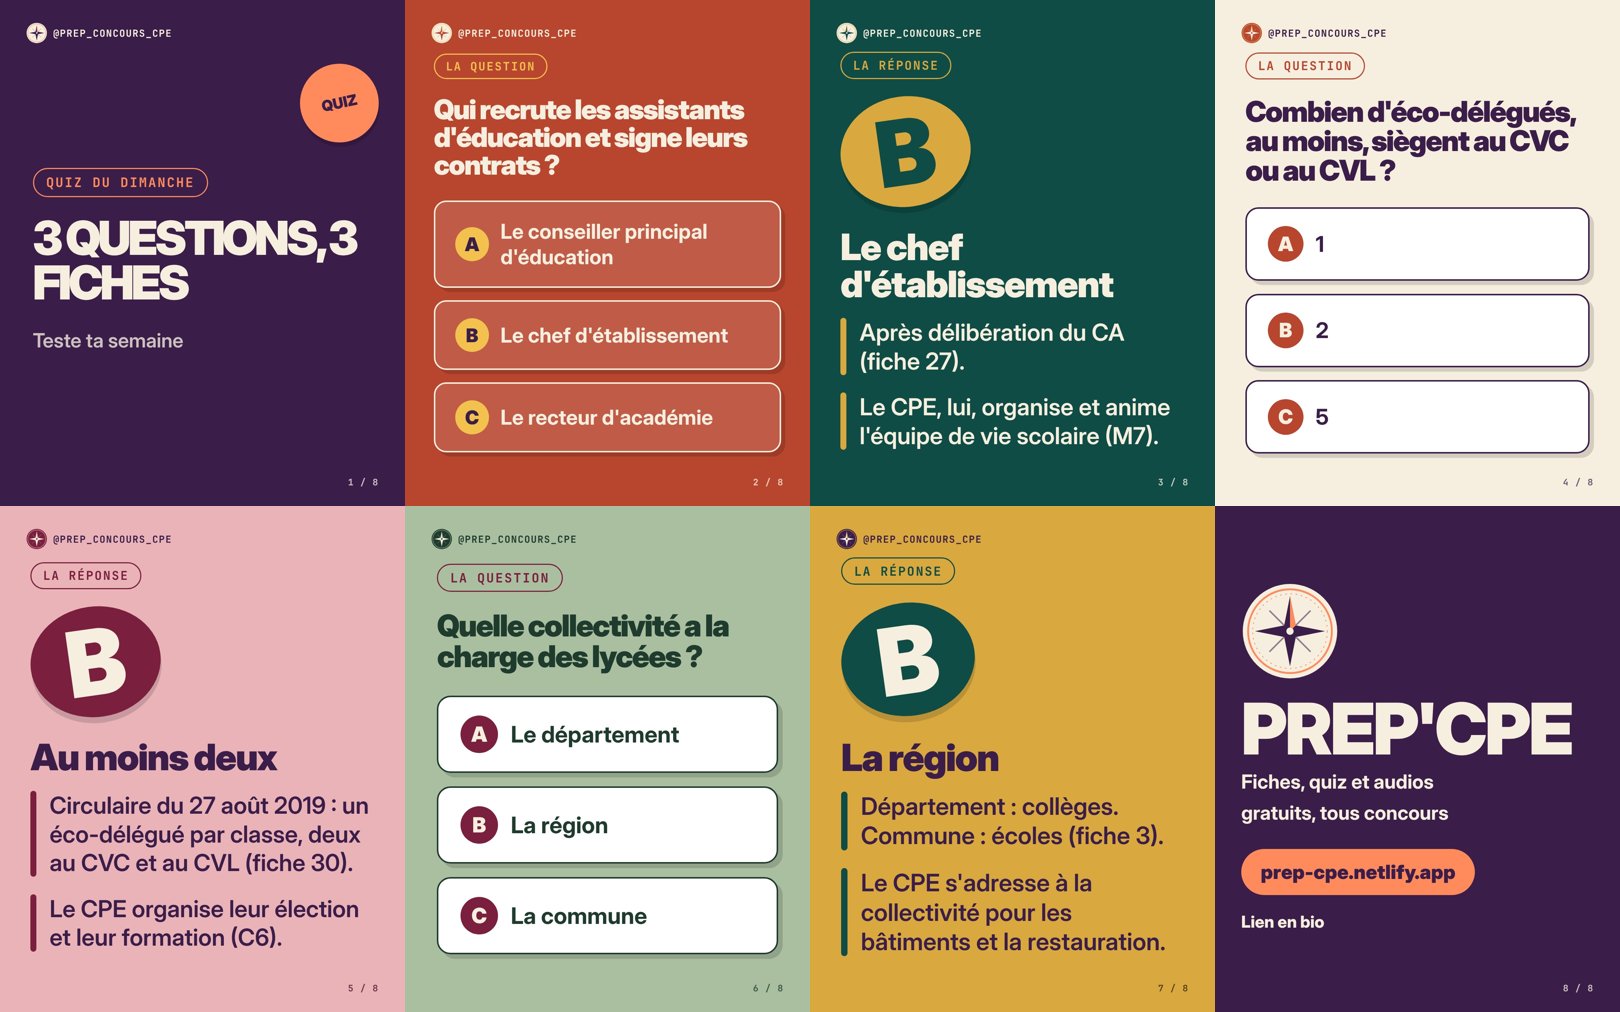 @PREP_CONCOURS_CPE
QUIZ
QUIZ DU DIMANCHE
3 QUESTIONS, 3
FICHES
Teste ta semaine
1 / 8
@PREP_CONCOURS_CPE
LA QUESTION
Qui recrute les assistants
d'éducation et signe leurs
contrats ?
A
Le conseiller principal
d'éducation
B
Le chef d'établissement
C
Le recteur d'académie
2 / 8
@PREP_CONCOURS_CPE
LA RÉPONSE
B
Le chef
d'établissement
Après délibération du CA
(fiche 27).
Le CPE, lui, organise et anime
l'équipe de vie scolaire (M7).
3 / 8
@PREP_CONCOURS_CPE
LA QUESTION
Combien d'éco-délégués,
au moins, siègent au CVC
ou au CVL ?
A 1
B 2
C 5
4 / 8
@PREP_CONCOURS_CPE
LA RÉPONSE
B
Au moins deux
Circulaire du 27 août 2019 : un
éco-délégué par classe, deux
au CVC et au CVL (fiche 30).
Le CPE organise leur élection
et leur formation (C6).
5 / 8
@PREP_CONCOURS_CPE
LA QUESTION
Quelle collectivité a la
charge des lycées ?
A Le département
B La région
C La commune
6 / 8
@PREP_CONCOURS_CPE
LA RÉPONSE
B
La région
Département : collèges.
Commune : écoles (fiche 3).
Le CPE s'adresse à la
collectivité pour les
bâtiments et la restauration.
7 / 8
PREP'CPE
Fiches, quiz et audios
gratuits, tous concours
prep-cpe.netlify.app
Lien en bio
8 / 8